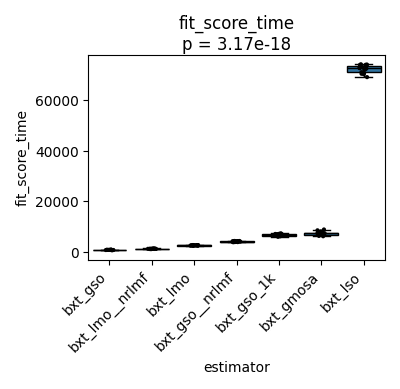 fit_score_time
p = 3.17e-18
fit_score_time
60000
40000
20000
0
bxt_gso
bxt_lmo__nrlmf
bxt_lmo
bxt_gso__nrlmf
bxt_gso_1k
bxt_gmosa
bxt_lso
estimator